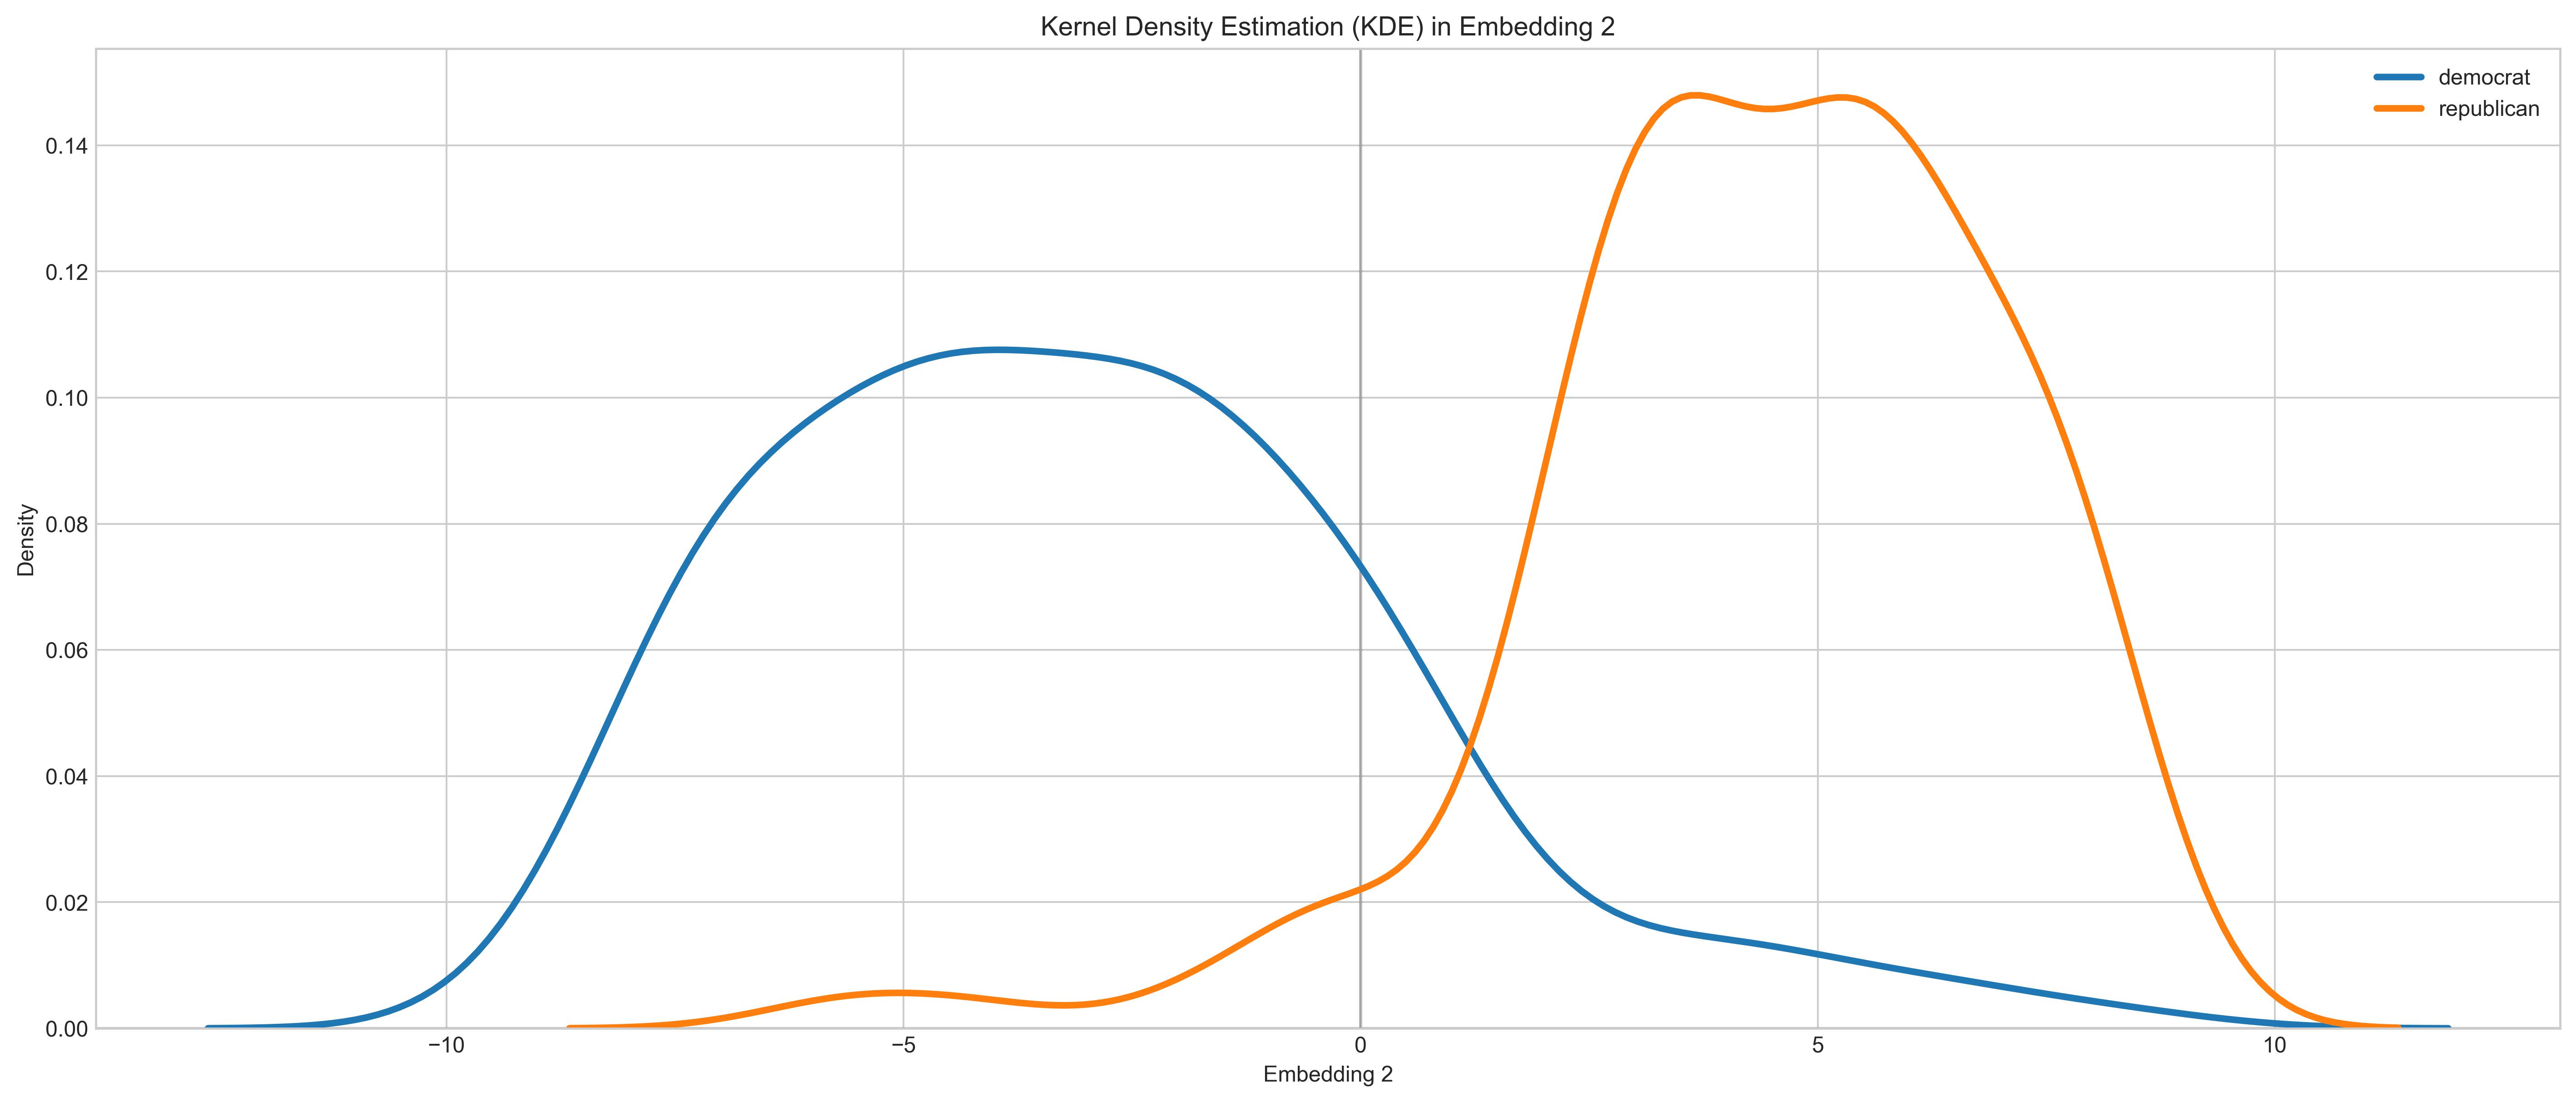 Kernel Density Estimation (KDE) in Embedding 2
democrat
republican
0.14
0.12
0.10
0.08
0.06
0.04
0.02
0.00
Density
−10
−5
0
5
10
Embedding 2